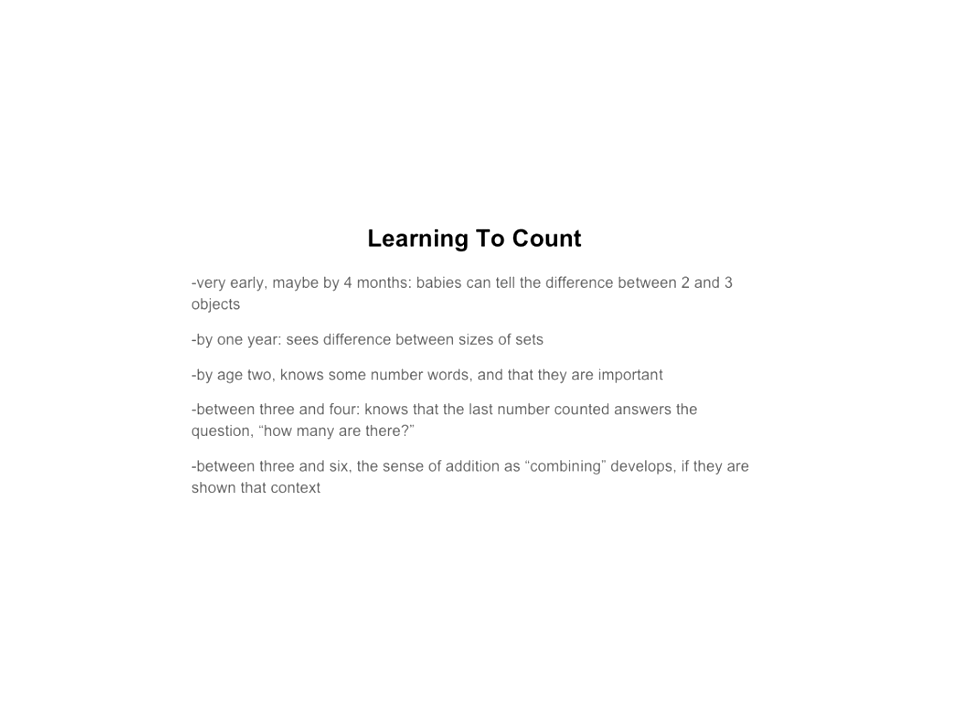 Learning To Count
-very early, maybe by 4 months: babies can tell the difference between 2 and 3
objects
-by one year: sees difference between sizes of sets
-by age two, knows some number words, and that they are important
-between three and four: knows that the last number counted answers the
question, “how many are there?”
-between three and six, the sense of addition as “combining” develops, if they are
shown that context